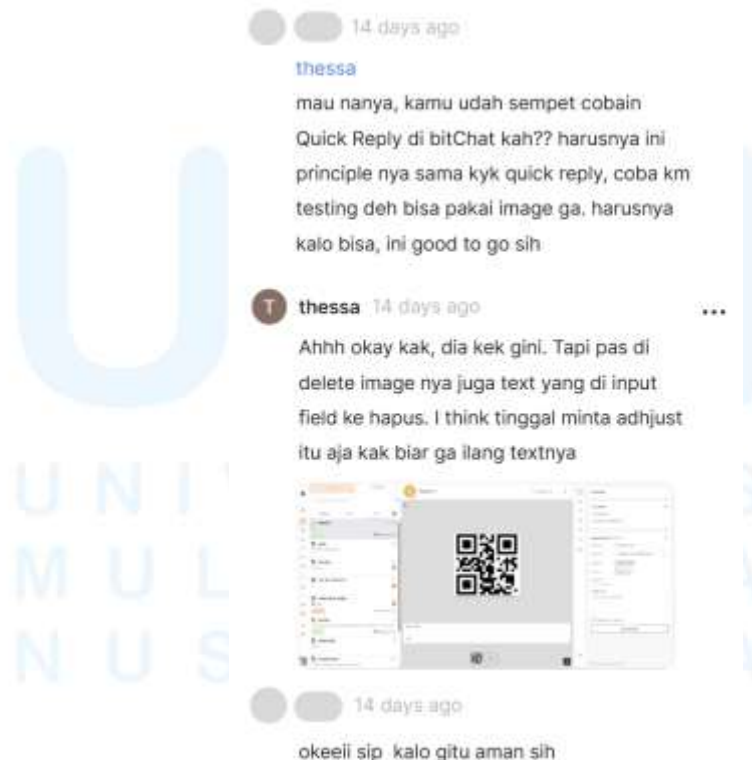 14 days ago
thessa
mau nanya, kamu udah sempet cobain
Quick Reply di bitChat kah?? harusnya ini
principle nya sama kyk quick reply, coba km
testing deh bisa pakai image ga. harusnya
kalo bisa, ini good to go sih
T thessa 14 days ago
Ahhh okay kak, dia kek gini. Tapi pas di
delete image nya juga text yang di input
field ke hapus. I think tinggal minta adhjust
itu aja kak biar ga ilang textnya
14 days ago
okeeii sip kalo gitu aman sih
U
UNI
MUL
NUS